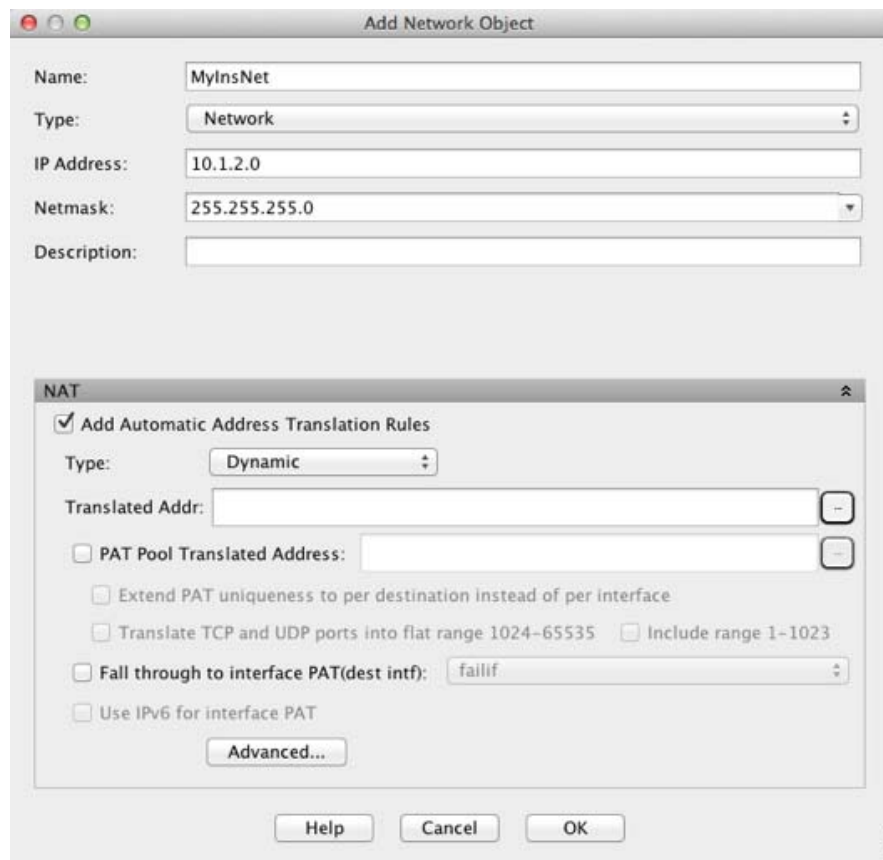 Add Network Object
Name: MyInsNet
Type: Network
IP Address: 10.1.2.0
Netmask: 255.255.255.0
Description:
NAT
Add Automatic Address Translation Rules
Type: Dynamic
Translated Addr: ...
PAT Pool Translated Address: ...
Extend PAT uniqueness to per destination instead of per interface
Translate TCP and UDP ports into flat range 1024-65535 Include range 1-1023
Fall through to interface PAT(dest intf): failif
Use IPv6 for interface PAT
Advanced...
Help Cancel OK